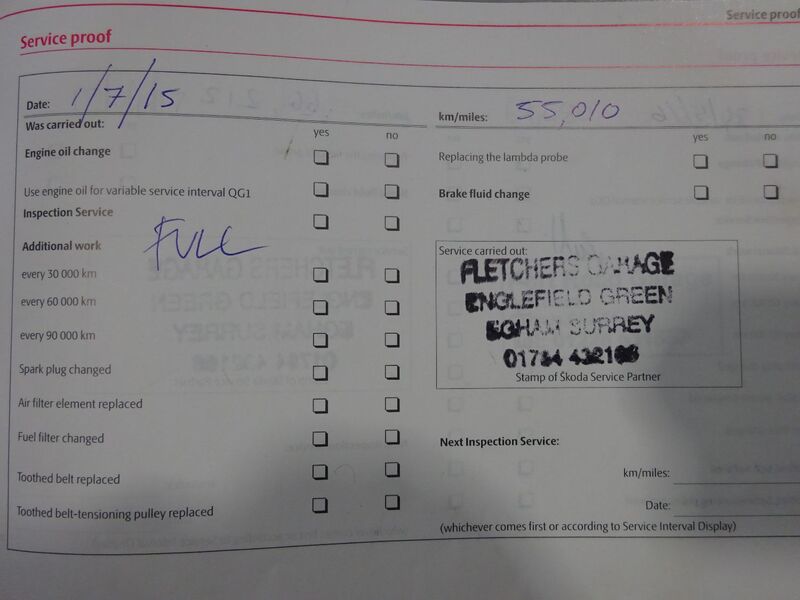 Service proof
Service proof
Date: 1/7/15
km/miles: 55,010
Was carried out:
yes no
yes no
Engine oil change
Replacing the lambda probe
Use engine oil for variable service interval QG1
Brake fluid change
Inspection Service
FULL
Additional work
every 30 000 km
every 60 000 km
every 90 000 km
Spark plug changed
Air filter element replaced
Fuel filter changed
Toothed belt replaced
Toothed belt-tensioning pulley replaced
Service carried out:
FLETCHERS GARAGE
ENGLEFIELD GREEN
EGHAM SURREY
01784 432188
Stamp of Škoda Service Partner
Next Inspection Service:
km/miles:
Date:
(whichever comes first or according to Service Interval Display)